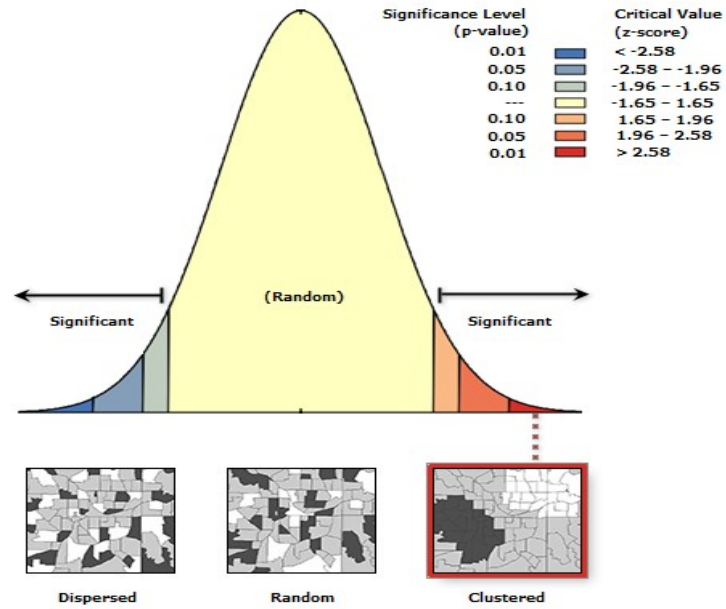 Significance Level Critical Value
(p-value) (z-score)
0.01 < -2.58
0.05 -2.58 – -1.96
0.10 -1.96 – -1.65
--- -1.65 – 1.65
0.10 1.65 – 1.96
0.05 1.96 – 2.58
0.01 > 2.58
(Random)
Significant Significant
Dispersed Random Clustered